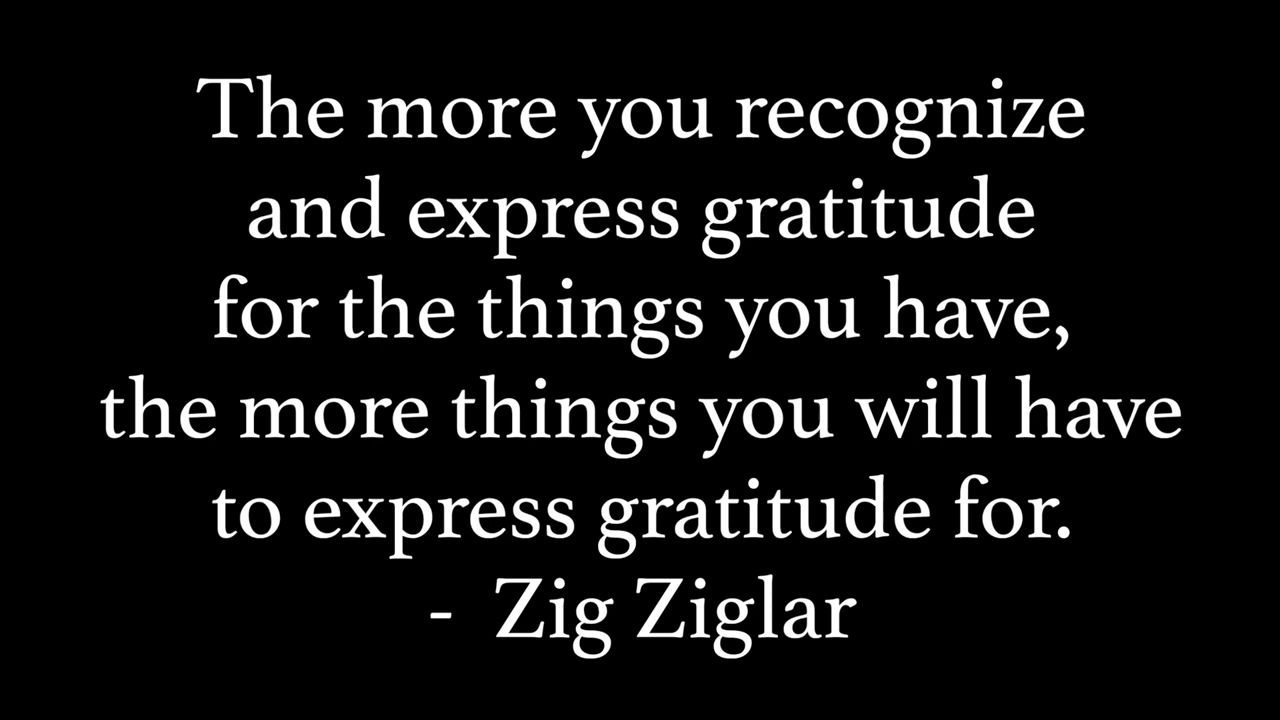 The more you recognize
and express gratitude
for the things you have,
the more things you will have
to express gratitude for.
- Zig Ziglar